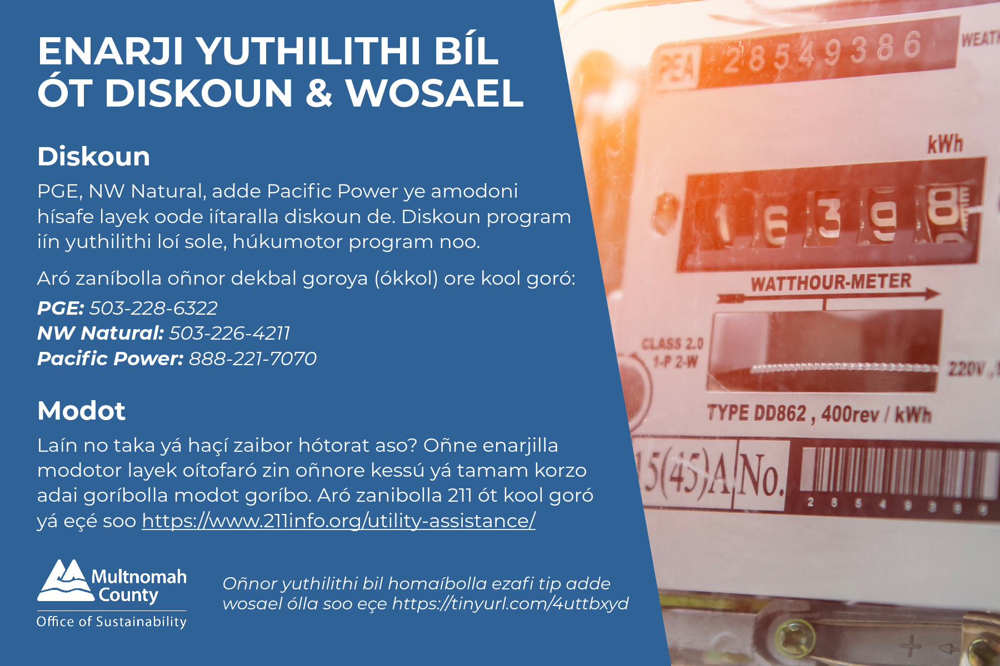 ENARJI YUTHILITHI BÍL
ÓT DISKOUN & WOSAEL
Diskoun
PGE, NW Natural, adde Pacific Power ye amodoni
hísafe layek oode iítaralla diskoun de. Diskoun program
iín yuthilithi loí sole, húkumotor program noo.
Aró zaníbolla oñnor dekbal goroya (ókkol) ore kool goró:
PGE: 503-228-6322
NW Natural: 503-226-4211
Pacific Power: 888-221-7070
Modot
Laín no taka yá haçí zaibor hótorat aso? Oñne enarjilla
modotor layek oítofaró zin oñnore kessú yá tamam korzo
adai goríbolla modot goríbo. Aró zanibolla 211 ót kool goró
yá eçé soo https://www.211info.org/utility-assistance/
Multnomah
County
Office of Sustainability
Oñnor yuthilithi bil homaíbolla ezafi tip adde
wosael ólla soo eçe https://tinyurl.com/4uttbxyd
PEA 28549386
kWh
1 6 3 9 8
WATTHOUR-METER
CLASS 2.0
1-P 2-W
220V
TYPE DD862 , 400rev / kWh
15(45)A No.
2 8 5 4 9 3 8